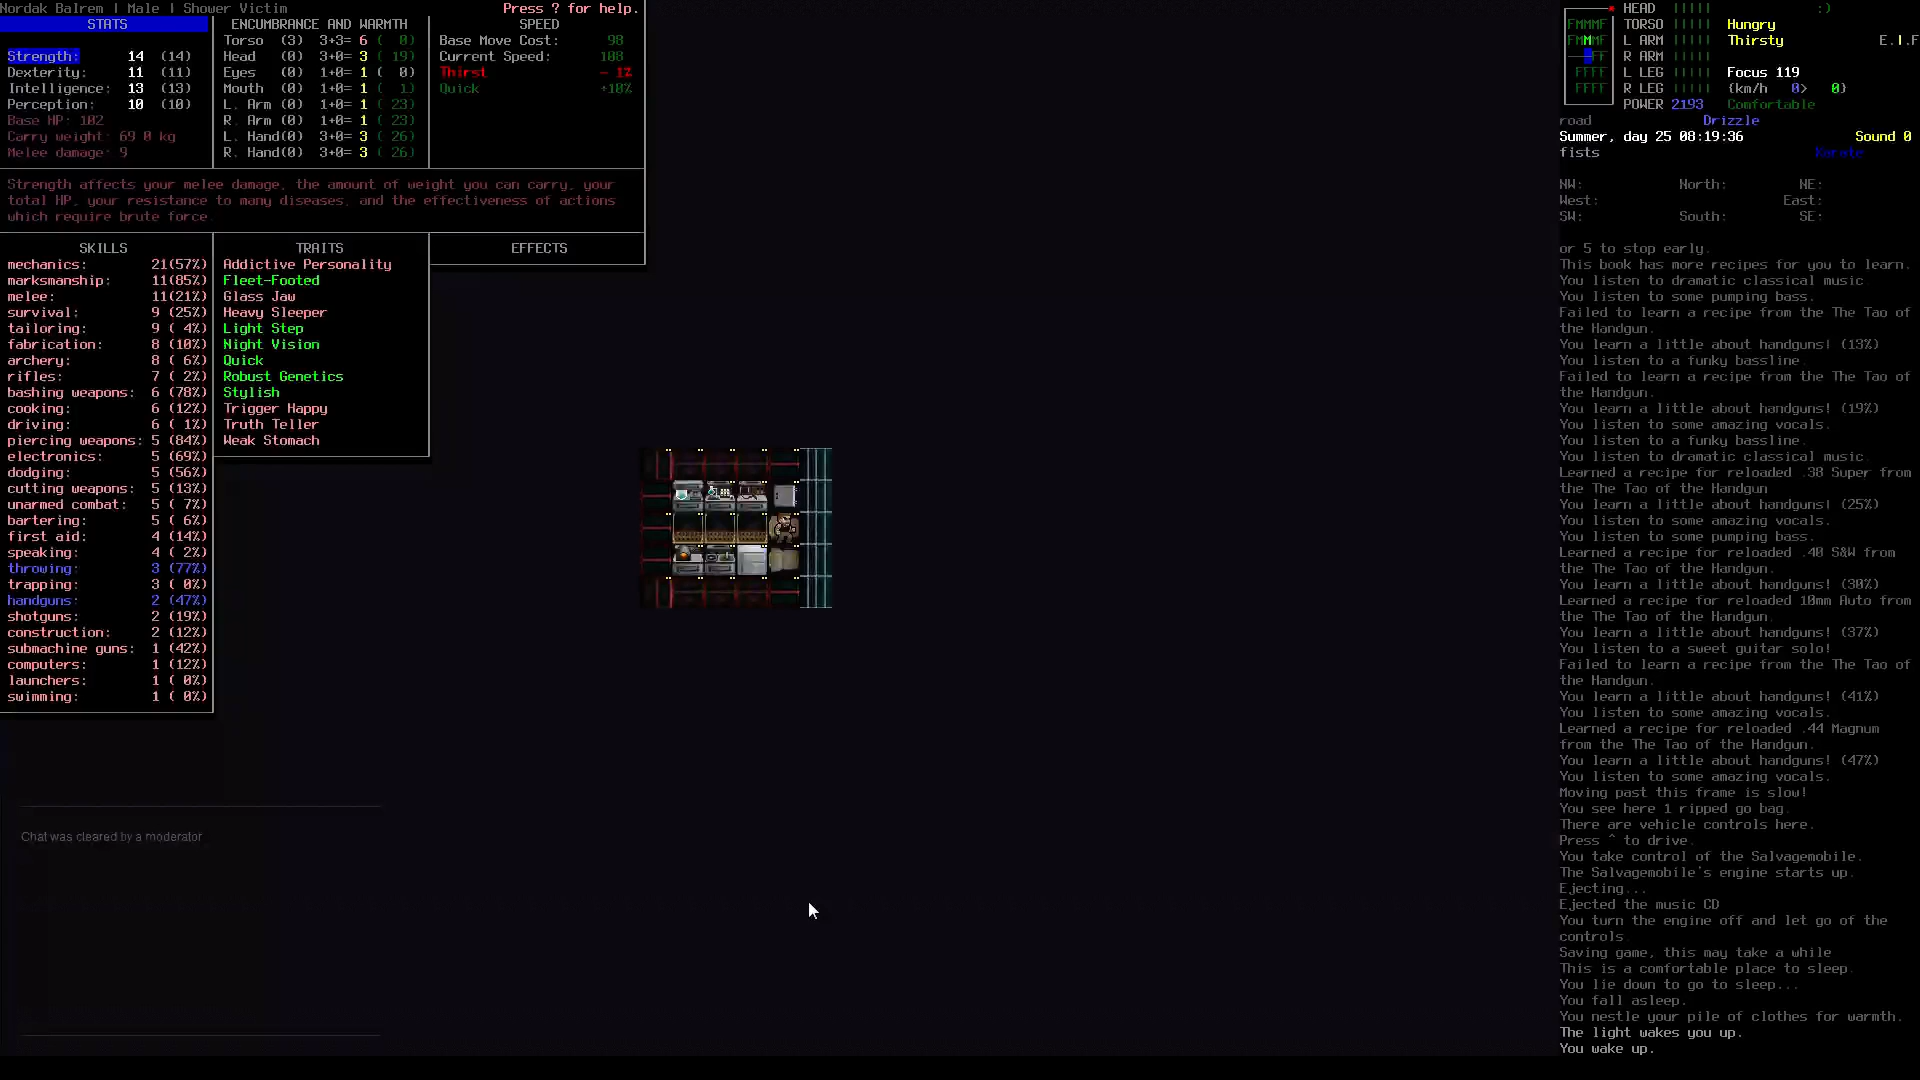 Nordak Balrem | Male | Shower Victim
Press ? for help.
STATS
Strength: 14 (14)
Dexterity: 11 (11)
Intelligence: 13 (13)
Perception: 10 (10)
Base HP: 102
Carry weight: 69.0 kg
Melee damage: 9
ENCUMBRANCE AND WARMTH
Torso (3) 3+3= 6 ( 0)
Head (0) 3+0= 3 ( 19)
Eyes (0) 1+0= 1 ( 0)
Mouth (0) 1+0= 1 ( 1)
L. Arm (0) 1+0= 1 ( 23)
R. Arm (0) 1+0= 1 ( 23)
L. Hand(0) 3+0= 3 ( 26)
R. Hand(0) 3+0= 3 ( 26)
SPEED
Base Move Cost: 98
Current Speed: 108
Thirst - 1%
Quick +10%
Strength affects your melee damage, the amount of weight you can carry, your
total HP, your resistance to many diseases, and the effectiveness of actions
which require brute force.
SKILLS
mechanics: 21(57%)
marksmanship: 11(85%)
melee: 11(21%)
survival: 9 (25%)
tailoring: 9 ( 4%)
fabrication: 8 (10%)
archery: 8 ( 6%)
rifles: 7 ( 2%)
bashing weapons: 6 (78%)
cooking: 6 (12%)
driving: 6 ( 1%)
piercing weapons: 5 (84%)
electronics: 5 (69%)
dodging: 5 (56%)
cutting weapons: 5 (13%)
unarmed combat: 5 ( 7%)
bartering: 5 ( 6%)
first aid: 4 (14%)
speaking: 4 ( 2%)
throwing: 3 (77%)
trapping: 3 ( 0%)
handguns: 2 (47%)
shotguns: 2 (19%)
construction: 2 (12%)
submachine guns: 1 (42%)
computers: 1 (12%)
launchers: 1 ( 0%)
swimming: 1 ( 0%)
TRAITS
Addictive Personality
Fleet-Footed
Glass Jaw
Heavy Sleeper
Light Step
Night Vision
Quick
Robust Genetics
Stylish
Trigger Happy
Truth Teller
Weak Stomach
EFFECTS
Chat was cleared by a moderator
HEAD ||||| :)
FMMMF TORSO ||||| Hungry
FMMMF L ARM ||||| Thirsty E.I.F
FF R ARM |||||
FFFF L LEG ||||| Focus 119
FFFF R LEG ||||| {km/h 0> 0}
POWER 2193 Comfortable
road Drizzle
Summer, day 25 08:19:36 Sound 0
fists Karate
NW: North: NE:
West: East:
SW: South: SE:
or 5 to stop early.
This book has more recipes for you to learn.
You listen to dramatic classical music.
You listen to some pumping bass.
Failed to learn a recipe from the The Tao of
the Handgun.
You learn a little about handguns! (13%)
You listen to a funky bassline.
Failed to learn a recipe from the The Tao of
the Handgun.
You learn a little about handguns! (19%)
You listen to some amazing vocals.
You listen to a funky bassline.
You listen to dramatic classical music.
Learned a recipe for reloaded .38 Super from
the The Tao of the Handgun.
You learn a little about handguns! (25%)
You listen to some amazing vocals.
You listen to some pumping bass.
Learned a recipe for reloaded .40 S&W from
the The Tao of the Handgun.
You learn a little about handguns! (30%)
Learned a recipe for reloaded 10mm Auto from
the The Tao of the Handgun.
You learn a little about handguns! (37%)
You listen to a sweet guitar solo!
Failed to learn a recipe from the The Tao of
the Handgun.
You learn a little about handguns! (41%)
You listen to some amazing vocals.
Learned a recipe for reloaded .44 Magnum
from the The Tao of the Handgun.
You learn a little about handguns! (47%)
You listen to some amazing vocals.
Moving past this frame is slow!
You see here 1 ripped go bag.
There are vehicle controls here.
Press ^ to drive.
You take control of the Salvagemobile.
The Salvagemobile's engine starts up.
Ejecting...
Ejected the music CD
You turn the engine off and let go of the
controls.
Saving game, this may take a while
This is a comfortable place to sleep.
You lie down to go to sleep...
You fall asleep.
You nestle your pile of clothes for warmth.
The light wakes you up.
You wake up.